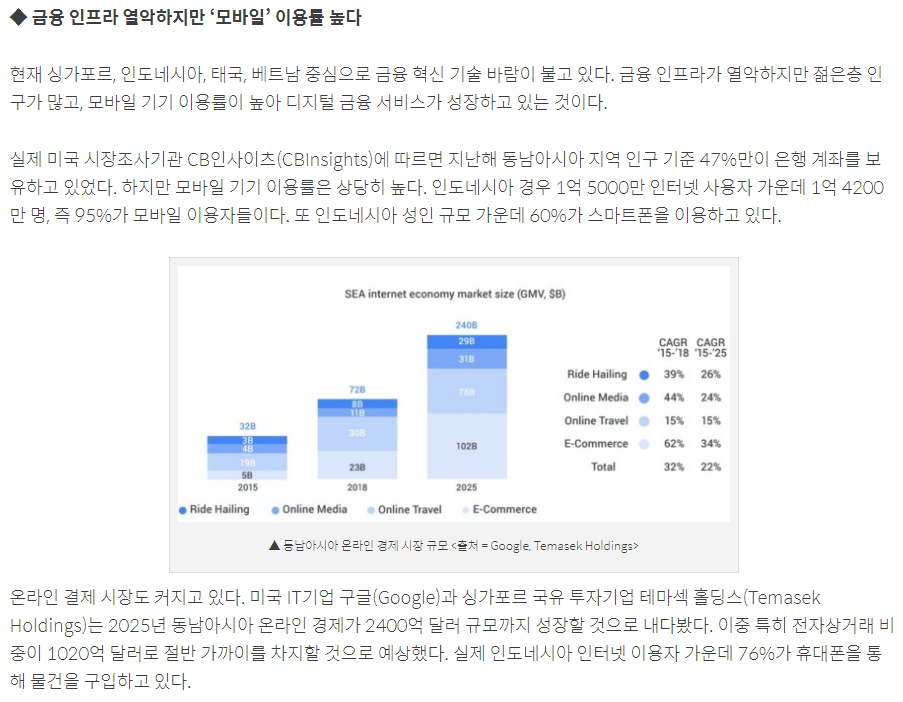 ◆ 금융 인프라 열악하지만 ‘모바일’ 이용률 높다
현재 싱가포르, 인도네시아, 태국, 베트남 중심으로 금융 혁신 기술 바람이 불고 있다. 금융 인프라가 열악하지만 젊은층 인
구가 많고, 모바일 기기 이용률이 높아 디지털 금융 서비스가 성장하고 있는 것이다.
실제 미국 시장조사기관 CB인사이츠(CBInsights)에 따르면 지난해 동남아시아 지역 인구 기준 47%만이 은행 계좌를 보
유하고 있었다. 하지만 모바일 기기 이용률은 상당히 높다. 인도네시아 경우 1억 5000만 인터넷 사용자 가운데 1억 4200
만 명, 즉 95%가 모바일 이용자들이다. 또 인도네시아 성인 규모 가운데 60%가 스마트폰을 이용하고 있다.
SEA internet economy market size (GMV, $B)
32B
3B
4B
19B
5B
2015
72B
8B
11B
30B
23B
2018
240B
29B
31B
78B
102B
2025
CAGR CAGR
'15-'18 '15-'25
Ride Hailing 39% 26%
Online Media 44% 24%
Online Travel 15% 15%
E-Commerce 62% 34%
Total 32% 22%
Ride Hailing Online Media Online Travel E-Commerce
▲ 동남아시아 온라인 경제 시장 규모 <출처 = Google, Temasek Holdings>
온라인 결제 시장도 커지고 있다. 미국 IT기업 구글(Google)과 싱가포르 국유 투자기업 테마섹 홀딩스(Temasek
Holdings)는 2025년 동남아시아 온라인 경제가 2400억 달러 규모까지 성장할 것으로 내다봤다. 이중 특히 전자상거래 비
중이 1020억 달러로 절반 가까이를 차지할 것으로 예상했다. 실제 인도네시아 인터넷 이용자 가운데 76%가 휴대폰을 통
해 물건을 구입하고 있다.